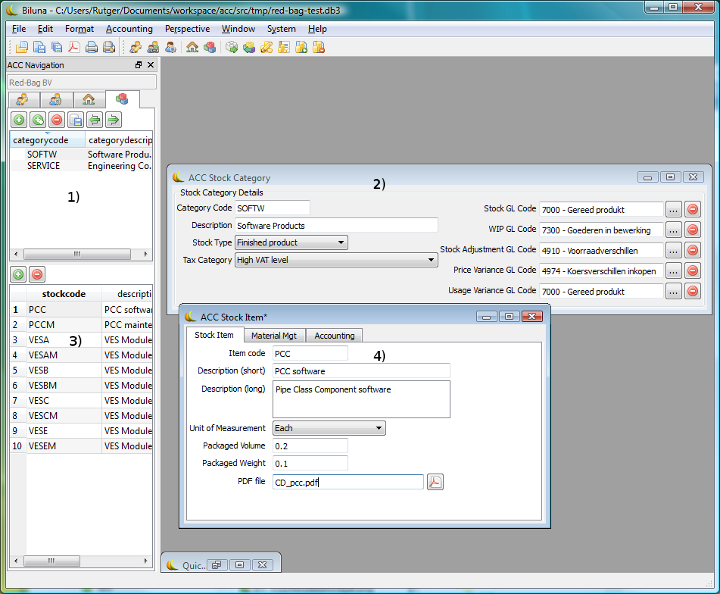 Biluna - C:/Users/Rutger/Documents/workspace/acc/src/tmp/red-bag-test.db3
File Edit Format Accounting Perspective Window System Help
ACC Navigation
Red-Bag BV
categorycode categorydescrip
SOFTW Software Produ..
SERVICE Engineering Co..
1)
stockcode descripti
1 PCC PCC softwar
2 PCCM PCC mainte
3 VESA VES Module
3)
4 VESAM VES Module
5 VESB VES Module
6 VESBM VES Module
7 VESC VES Module
8 VESCM VES Module
9 VESE VES Module
10 VESEM VES Module
ACC Stock Category
2)
Stock Category Details
Category Code SOFTW
Description Software Products
Stock Type Finished product
Tax Category High VAT level
Stock GL Code 7000 - Gereed produkt ...
WIP GL Code 7300 - Goederen in bewerking ...
Stock Adjustment GL Code 4910 - Voorraadverschillen ...
Price Variance GL Code 4974 - Koersverschillen inkopen ...
Usage Variance GL Code 7000 - Gereed produkt ...
ACC Stock Item*
Stock Item Material Mgt Accounting
4)
Item code PCC
Description (short) PCC software
Description (long) Pipe Class Component software
Unit of Measurement Each
Packaged Volume 0.2
Packaged Weight 0.1
PDF file CD_pcc.pdf
Quic...